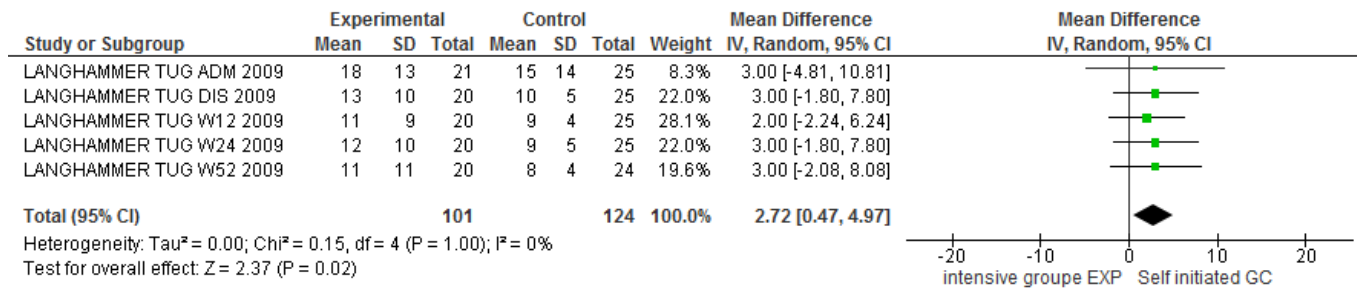 Experimental Control Mean Difference Mean Difference
Study or Subgroup Mean SD Total Mean SD Total Weight IV, Random, 95% CI IV, Random, 95% CI
LANGHAMMER TUG ADM 2009 18 13 21 15 14 25 8.3% 3.00 [-4.81, 10.81]
LANGHAMMER TUG DIS 2009 13 10 20 10 5 25 22.0% 3.00 [-1.80, 7.80]
LANGHAMMER TUG W12 2009 11 9 20 9 4 25 28.1% 2.00 [-2.24, 6.24]
LANGHAMMER TUG W24 2009 12 10 20 9 5 25 22.0% 3.00 [-1.80, 7.80]
LANGHAMMER TUG W52 2009 11 11 20 8 4 24 19.6% 3.00 [-2.08, 8.08]
Total (95% CI) 101 124 100.0% 2.72 [0.47, 4.97]
Heterogeneity: Tau² = 0.00; Chi² = 0.15, df = 4 (P = 1.00); I² = 0%
Test for overall effect: Z = 2.37 (P = 0.02)
-20 -10 0 10 20
intensive groupe EXP Self initiated GC